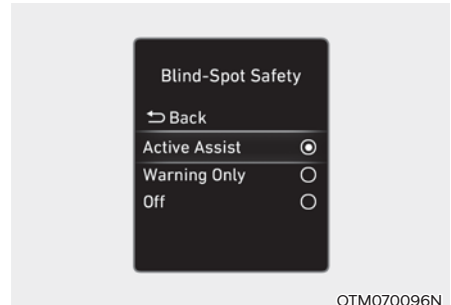 Blind-Spot Safety
Back
Active Assist
Warning Only
Off
OTM070096N